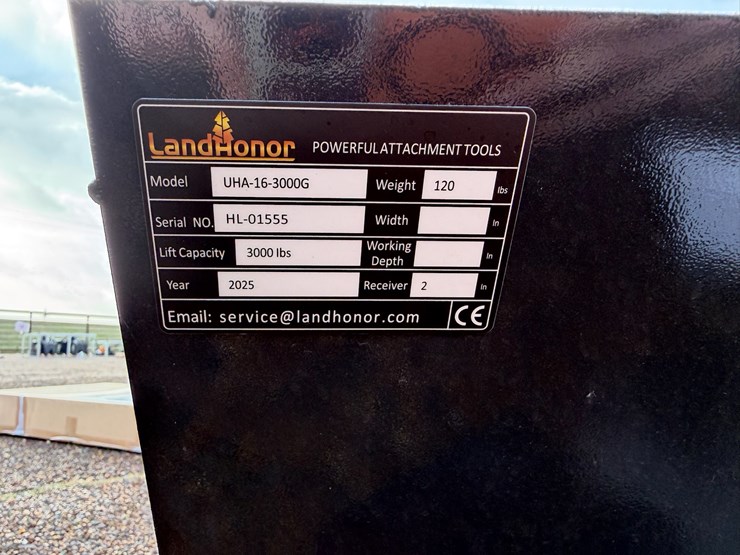 LandHonor POWERFUL ATTACHMENT TOOLS
Model UHA-16-3000G Weight 120 lbs
Serial NO. HL-01555 Width In
Lift Capacity 3000 lbs Working Depth In
Year 2025 Receiver 2 in
Email: service@landhonor.com CE